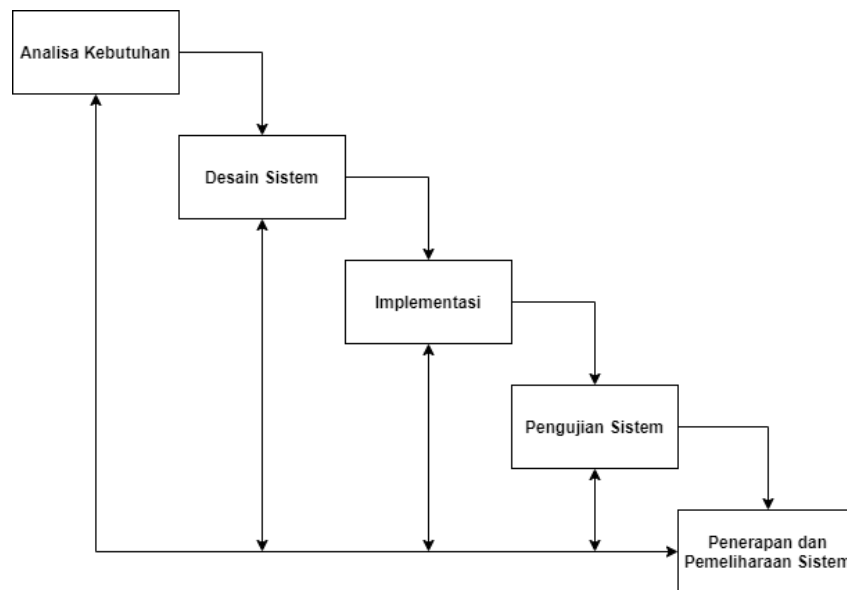 Analisa Kebutuhan
Desain Sistem
Implementasi
Pengujian Sistem
Penerapan dan
Pemeliharaan Sistem